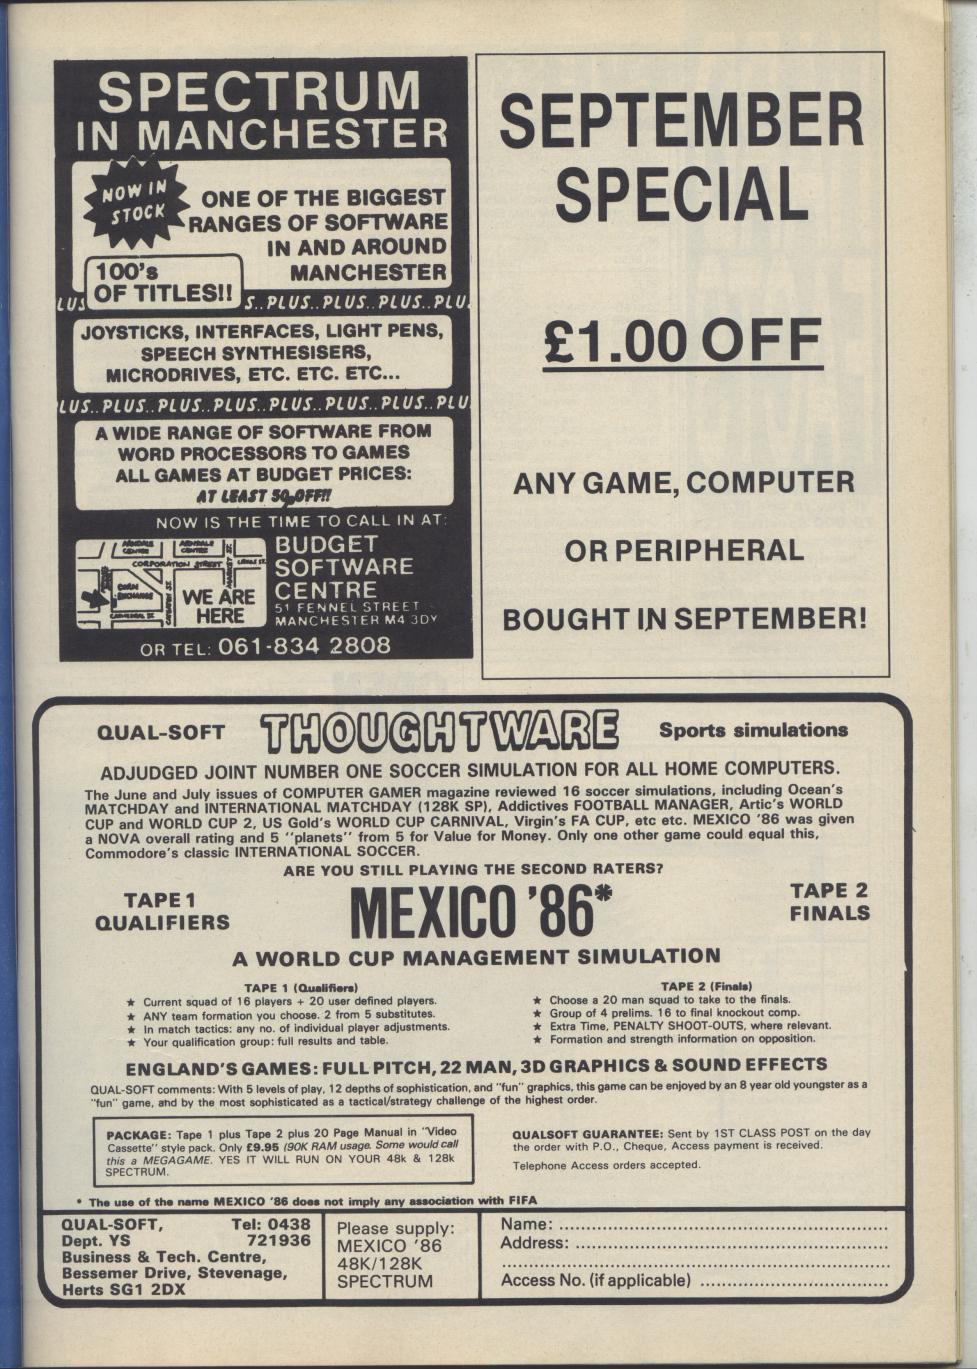 SPECTRUM
IN MANCHESTER
NOW IN
STOCK
ONE OF THE BIGGEST
RANGES OF SOFTWARE
IN AND AROUND
MANCHESTER
100's
OF TITLES!!
LUS
S..PLUS..PLUS..PLUS..PLU
JOYSTICKS, INTERFACES, LIGHT PENS,
SPEECH SYNTHESISERS,
MICRODRIVES, ETC. ETC. ETC...
LUS..PLUS..PLUS..PLUS..PLUS..PLUS..PLUS..PLU
A WIDE RANGE OF SOFTWARE FROM
WORD PROCESSORS TO GAMES
ALL GAMES AT BUDGET PRICES:
AT LEAST 50p OFF!!
NOW IS THE TIME TO CALL IN AT:
ARNDALE
CENTRE
ARNDALE
CENTRE
MARKET ST.
CORPORATION STREET
CORN
EXCHANGE
CATHEDRAL ST
WE ARE
HERE
BUDGET
SOFTWARE
CENTRE
51 FENNEL STREET
MANCHESTER M4 3DY
OR TEL: 061-834 2808
SEPTEMBER
SPECIAL
£1.00 OFF
ANY GAME, COMPUTER
OR PERIPHERAL
BOUGHT IN SEPTEMBER!
QUAL-SOFT THOUGHTWARE Sports simulations
ADJUDGED JOINT NUMBER ONE SOCCER SIMULATION FOR ALL HOME COMPUTERS.
The June and July issues of COMPUTER GAMER magazine reviewed 16 soccer simulations, including Ocean's
MATCHDAY and INTERNATIONAL MATCHDAY (128K SP), Addictives FOOTBALL MANAGER, Artic's WORLD
CUP and WORLD CUP 2, US Gold's WORLD CUP CARNIVAL, Virgin's FA CUP, etc etc. MEXICO '86 was given
a NOVA overall rating and 5 "planets" from 5 for Value for Money. Only one other game could equal this,
Commodore's classic INTERNATIONAL SOCCER.
ARE YOU STILL PLAYING THE SECOND RATERS?
TAPE 1
QUALIFIERS
MEXICO '86*
TAPE 2
FINALS
A WORLD CUP MANAGEMENT SIMULATION
TAPE 1 (Qualifiers)
★ Current squad of 16 players + 20 user defined players.
★ ANY team formation you choose. 2 from 5 substitutes.
★ In match tactics: any no. of individual player adjustments.
★ Your qualification group: full results and table.
TAPE 2 (Finals)
★ Choose a 20 man squad to take to the finals.
★ Group of 4 prelims. 16 to final knockout comp.
★ Extra Time, PENALTY SHOOT-OUTS, where relevant.
★ Formation and strength information on opposition.
ENGLAND'S GAMES: FULL PITCH, 22 MAN, 3D GRAPHICS & SOUND EFFECTS
QUAL-SOFT comments: With 5 levels of play, 12 depths of sophistication, and "fun" graphics, this game can be enjoyed by an 8 year old youngster as a
"fun" game, and by the most sophisticated as a tactical/strategy challenge of the highest order.
PACKAGE: Tape 1 plus Tape 2 plus 20 Page Manual in "Video
Cassette" style pack. Only £9.95 (90K RAM usage. Some would call
this a MEGAGAME. YES IT WILL RUN ON YOUR 48k & 128k
SPECTRUM.
QUALSOFT GUARANTEE: Sent by 1ST CLASS POST on the day
the order with P.O., Cheque, Access payment is received.
Telephone Access orders accepted.
* The use of the name MEXICO '86 does not imply any association with FIFA
QUAL-SOFT, Tel: 0438
Dept. YS 721936
Business & Tech. Centre,
Bessemer Drive, Stevenage,
Herts SG1 2DX
Please supply:
MEXICO '86
48K/128K
SPECTRUM
Name: ................................................
Address: ................................................
................................................
Access No. (if applicable) ................................